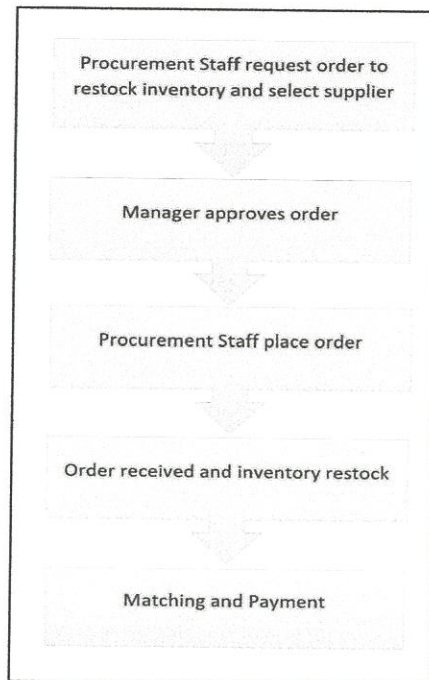 Procurement Staff request order to
restock inventory and select supplier
Manager approves order
Procurement Staff place order
Order received and inventory restock
Matching and Payment